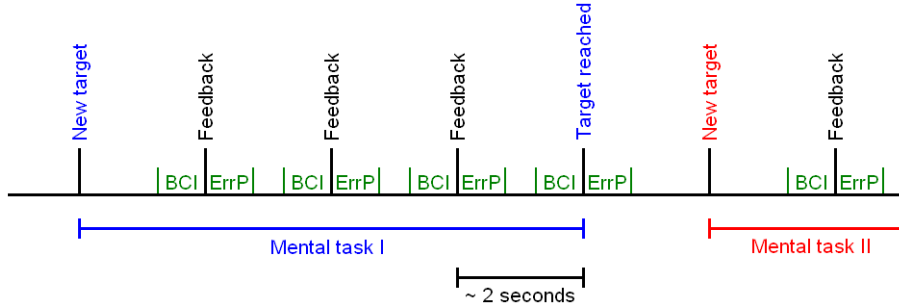 New target
Feedback
Feedback
Feedback
Target reached
New target
Feedback
BCI ErrP BCI ErrP BCI ErrP BCI ErrP BCI ErrP
Mental task I
Mental task II
~ 2 seconds